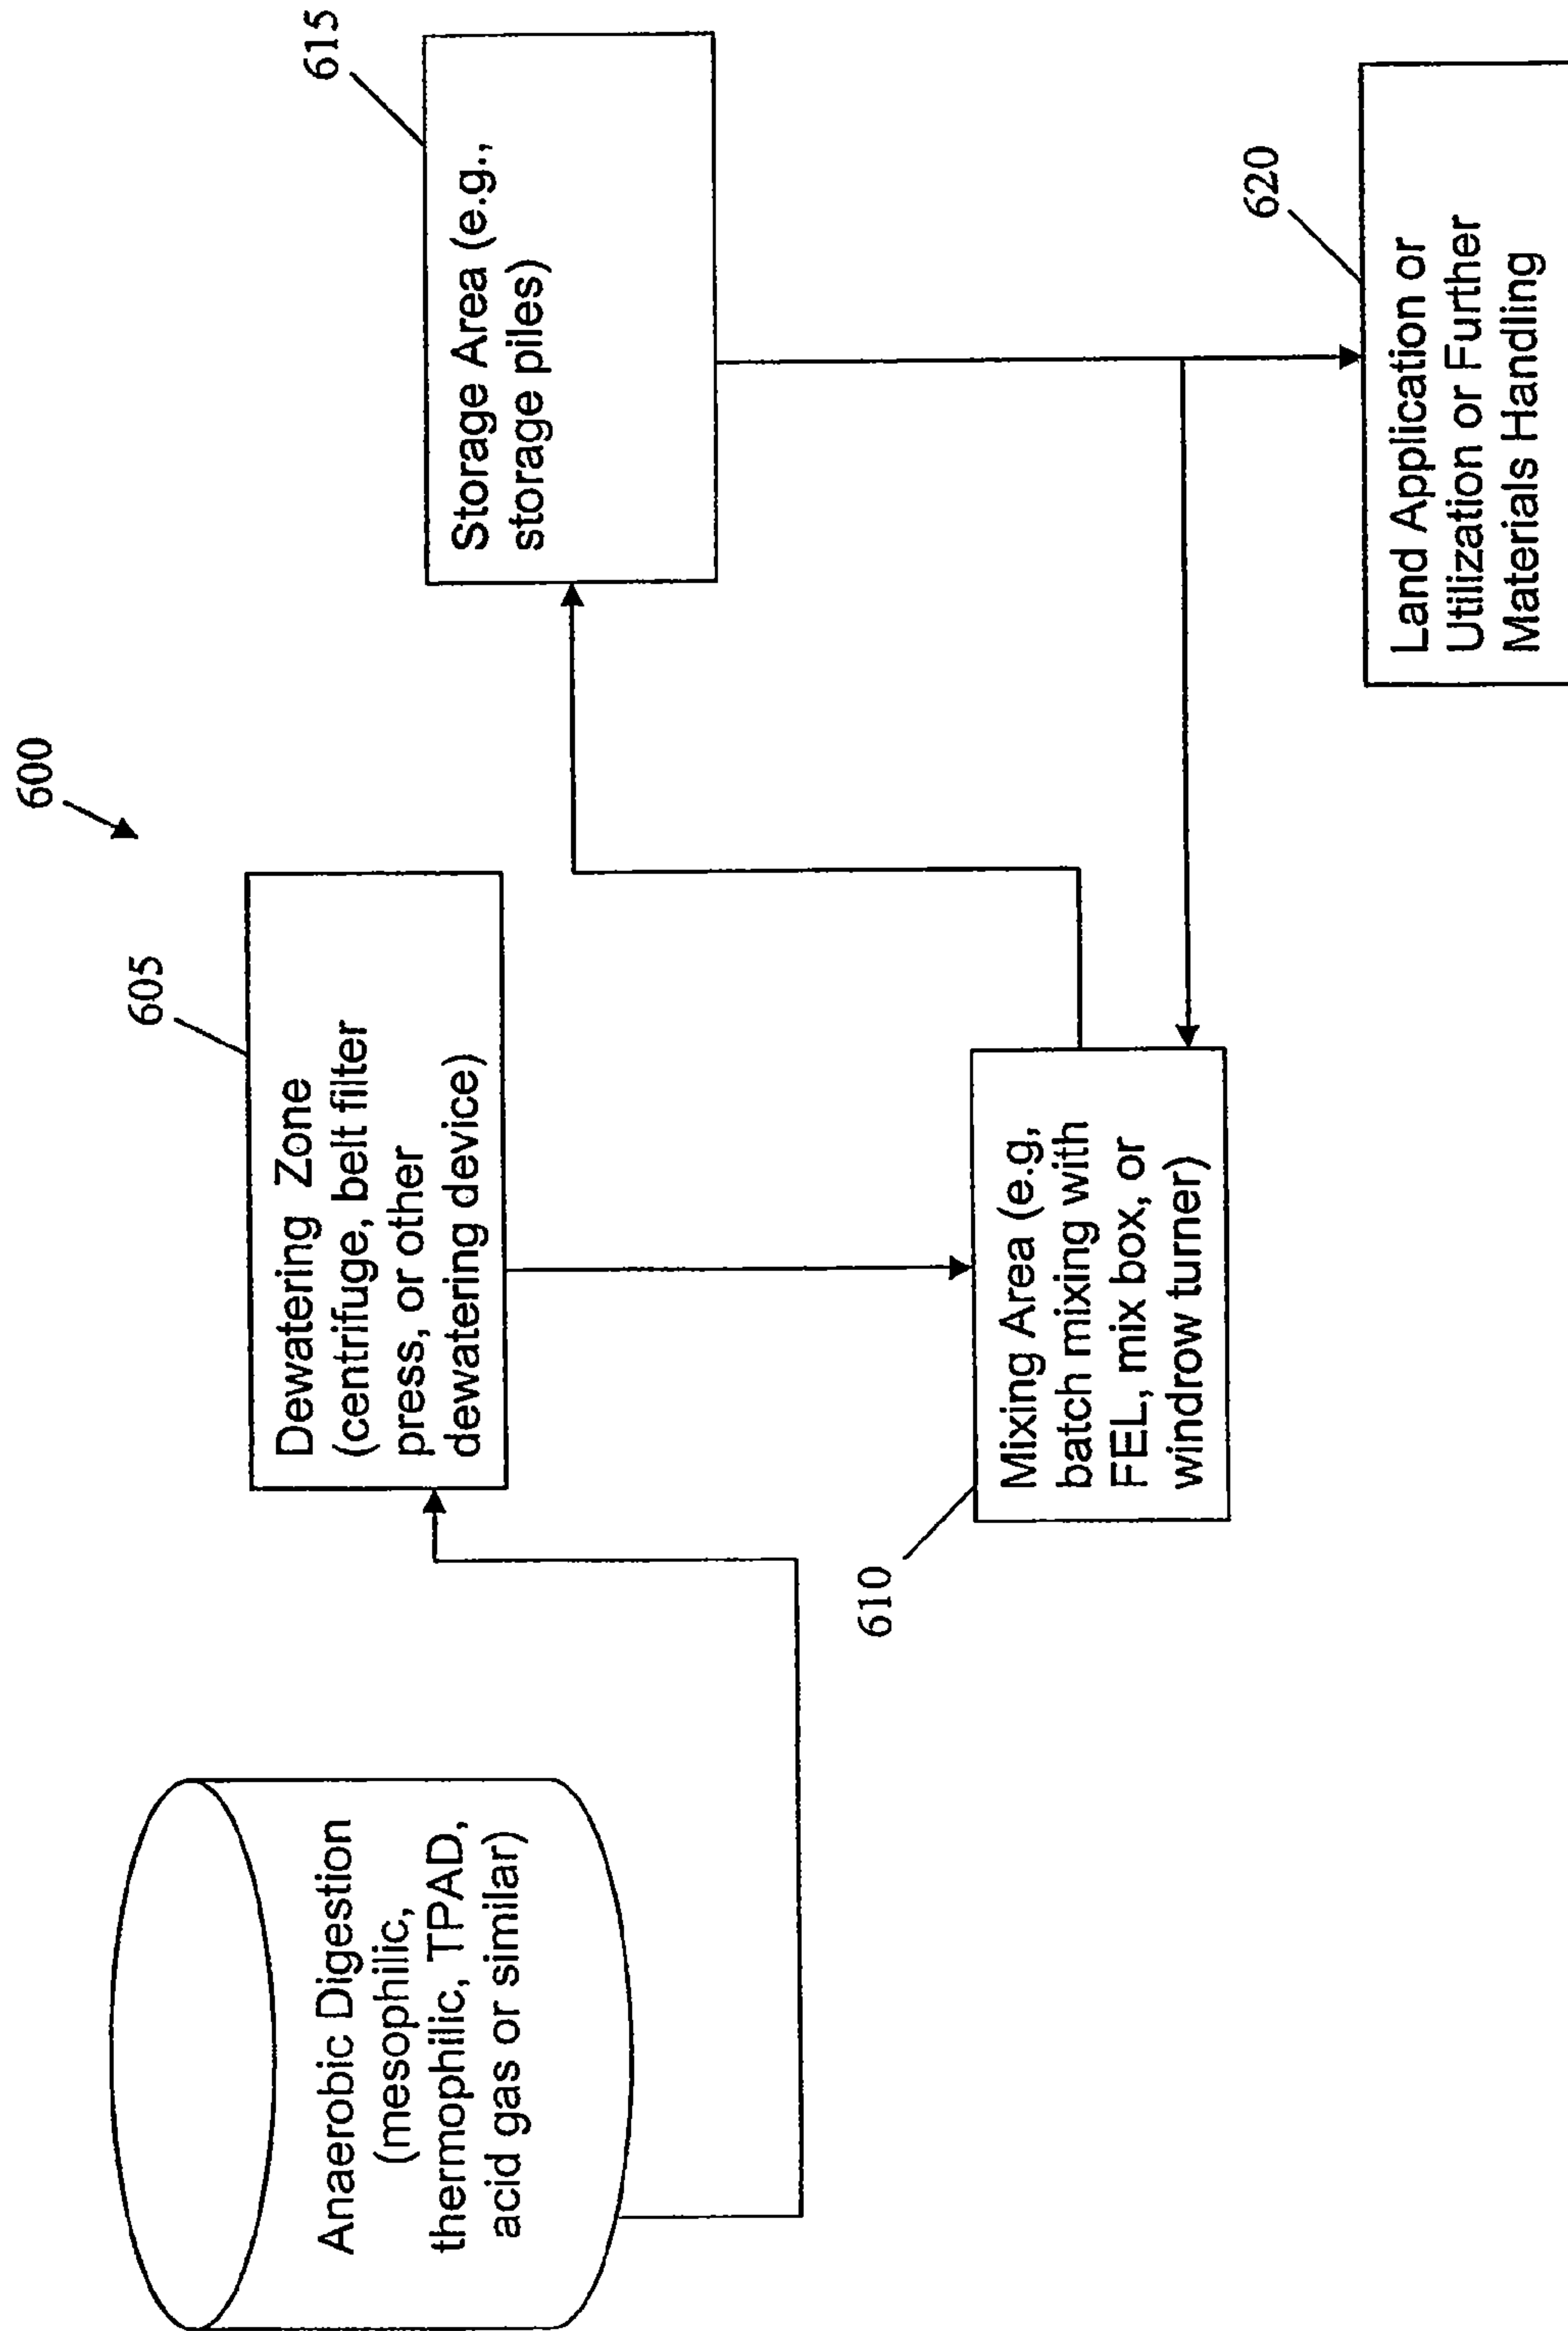 600
Anaerobic Digestion
(mesophilic,
thermophilic, TPAD,
acid gas or similar)
605
Dewatering Zone
(centrifuge, belt filter
press, or other
dewatering device)
610
Mixing Area (e.g,
batch mixing with
FEL, mix box, or
windrow turner)
615
Storage Area (e.g.,
storage piles)
620
Land Application or
Utilization or Further
Materials Handling